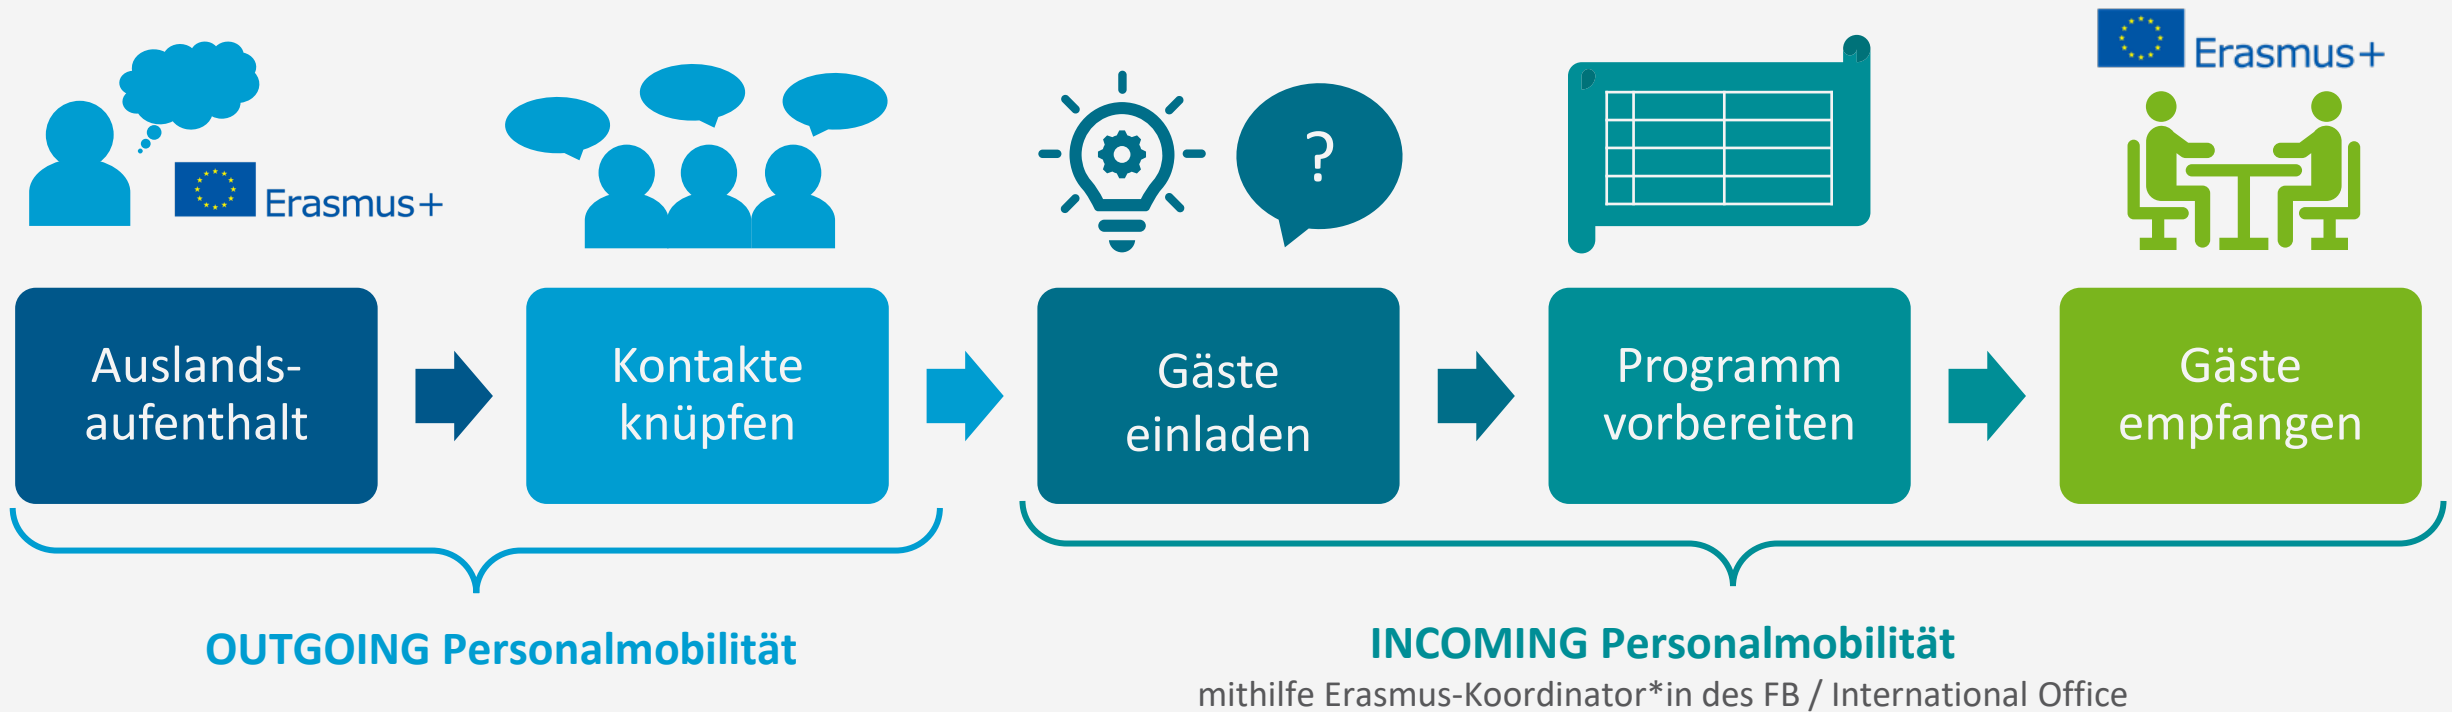 Erasmus+
?
Erasmus+
Auslands-
aufenthalt
Kontakte
knüpfen
Gäste
einladen
Programm
vorbereiten
Gäste
empfangen
OUTGOING Personalmobilität
INCOMING Personalmobilität
mithilfe Erasmus-Koordinator*in des FB / International Office